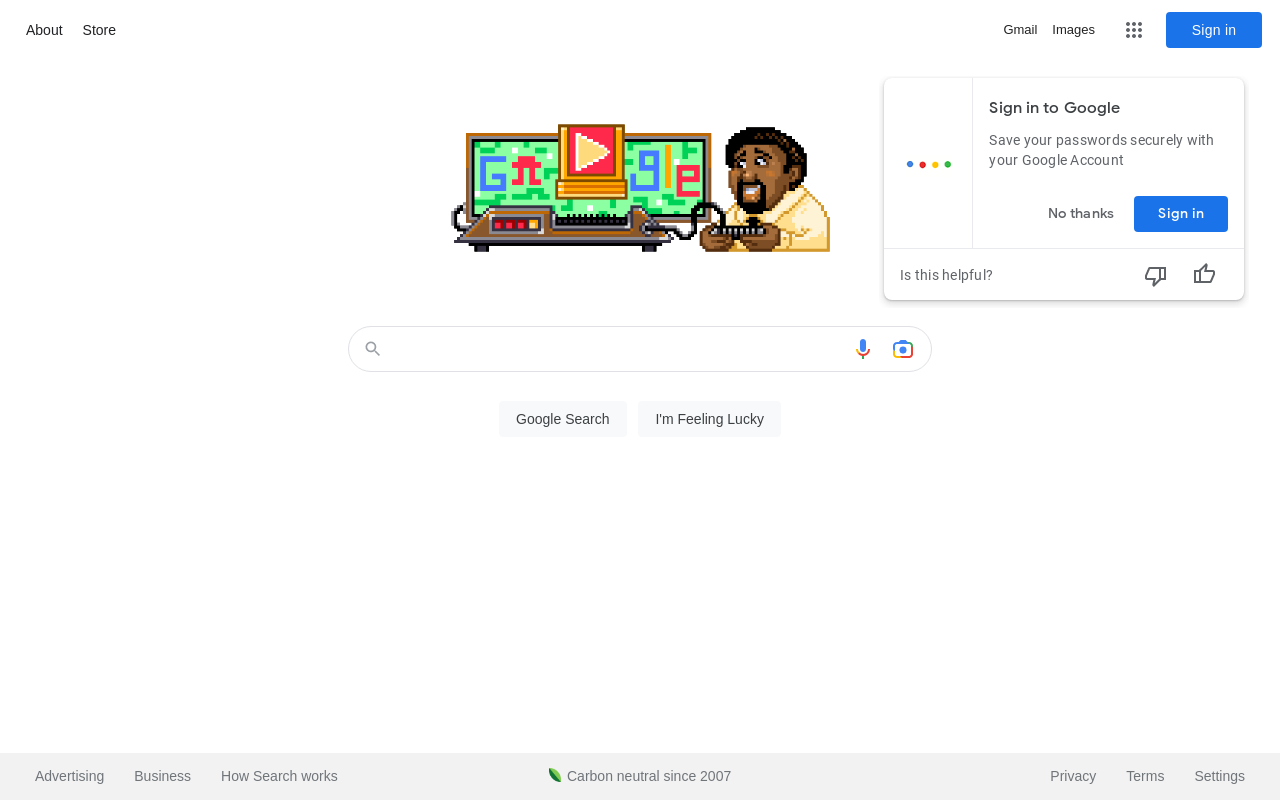 About
Store
Gmail
Images
Sign in
Sign in to Google
Save your passwords securely with
your Google Account
No thanks
Sign in
Is this helpful?
Google Search
I'm Feeling Lucky
Advertising
Business
How Search works
Carbon neutral since 2007
Privacy
Terms
Settings